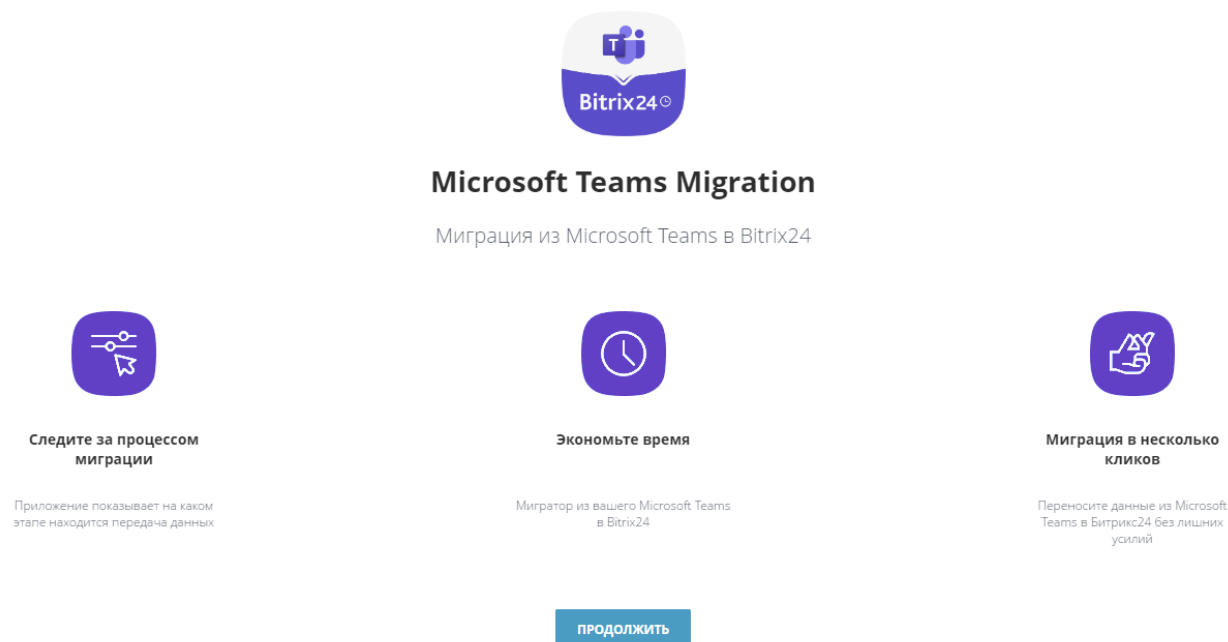 T
Bitrix24
Microsoft Teams Migration
Миграция из Microsoft Teams в Bitrix24
Следите за процессом
миграции
Приложение показывает на каком
этапе находится передача данных
Экономьте время
Мигратор из вашего Microsoft Teams
в Bitrix24
Миграция в несколько
кликов
Переносите данные из Microsoft
Teams в Битрикс24 без лишних
усилий
ПРОДОЛЖИТЬ